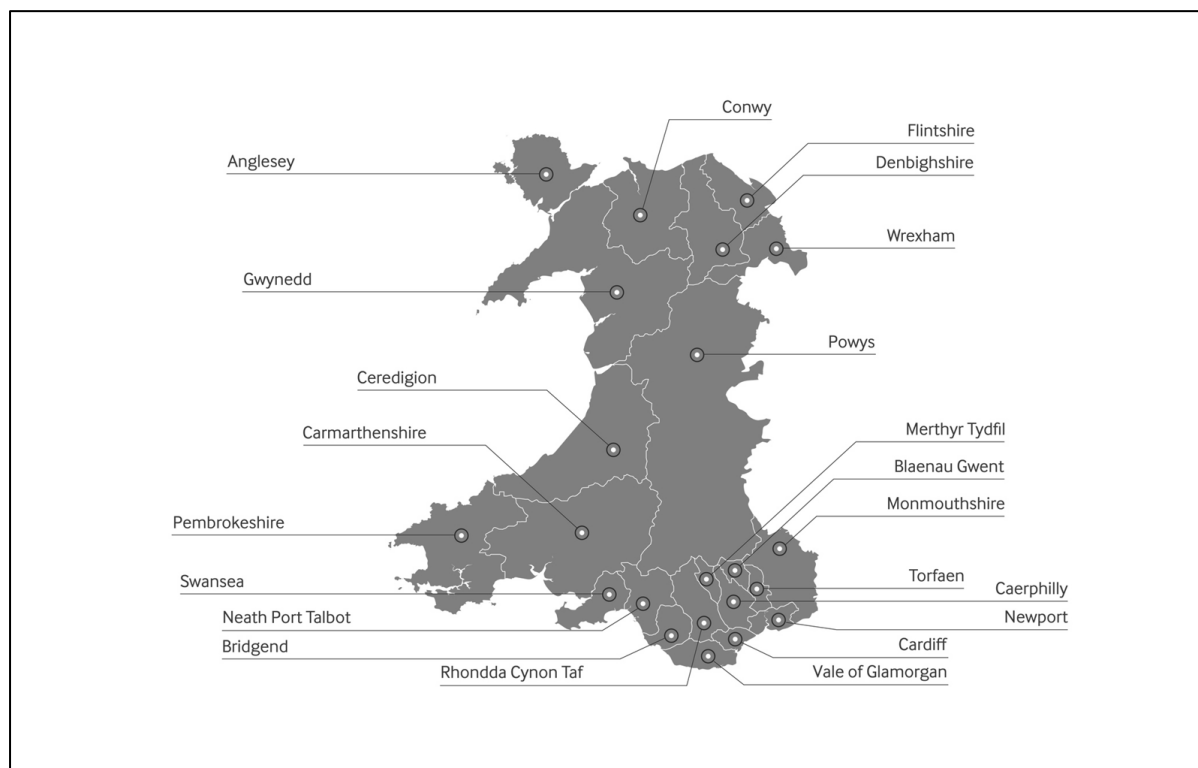 Conwy
Flintshire
Anglesey
Denbighshire
Wrexham
Gwynedd
Powys
Ceredigion
Carmarthenshire
Merthyr Tydfil
Blaenau Gwent
Monmouthshire
Pembrokeshire
Swansea
Torfaen
Caerphilly
Neath Port Talbot
Newport
Bridgend
Cardiff
Rhondda Cynon Taf
Vale of Glamorgan